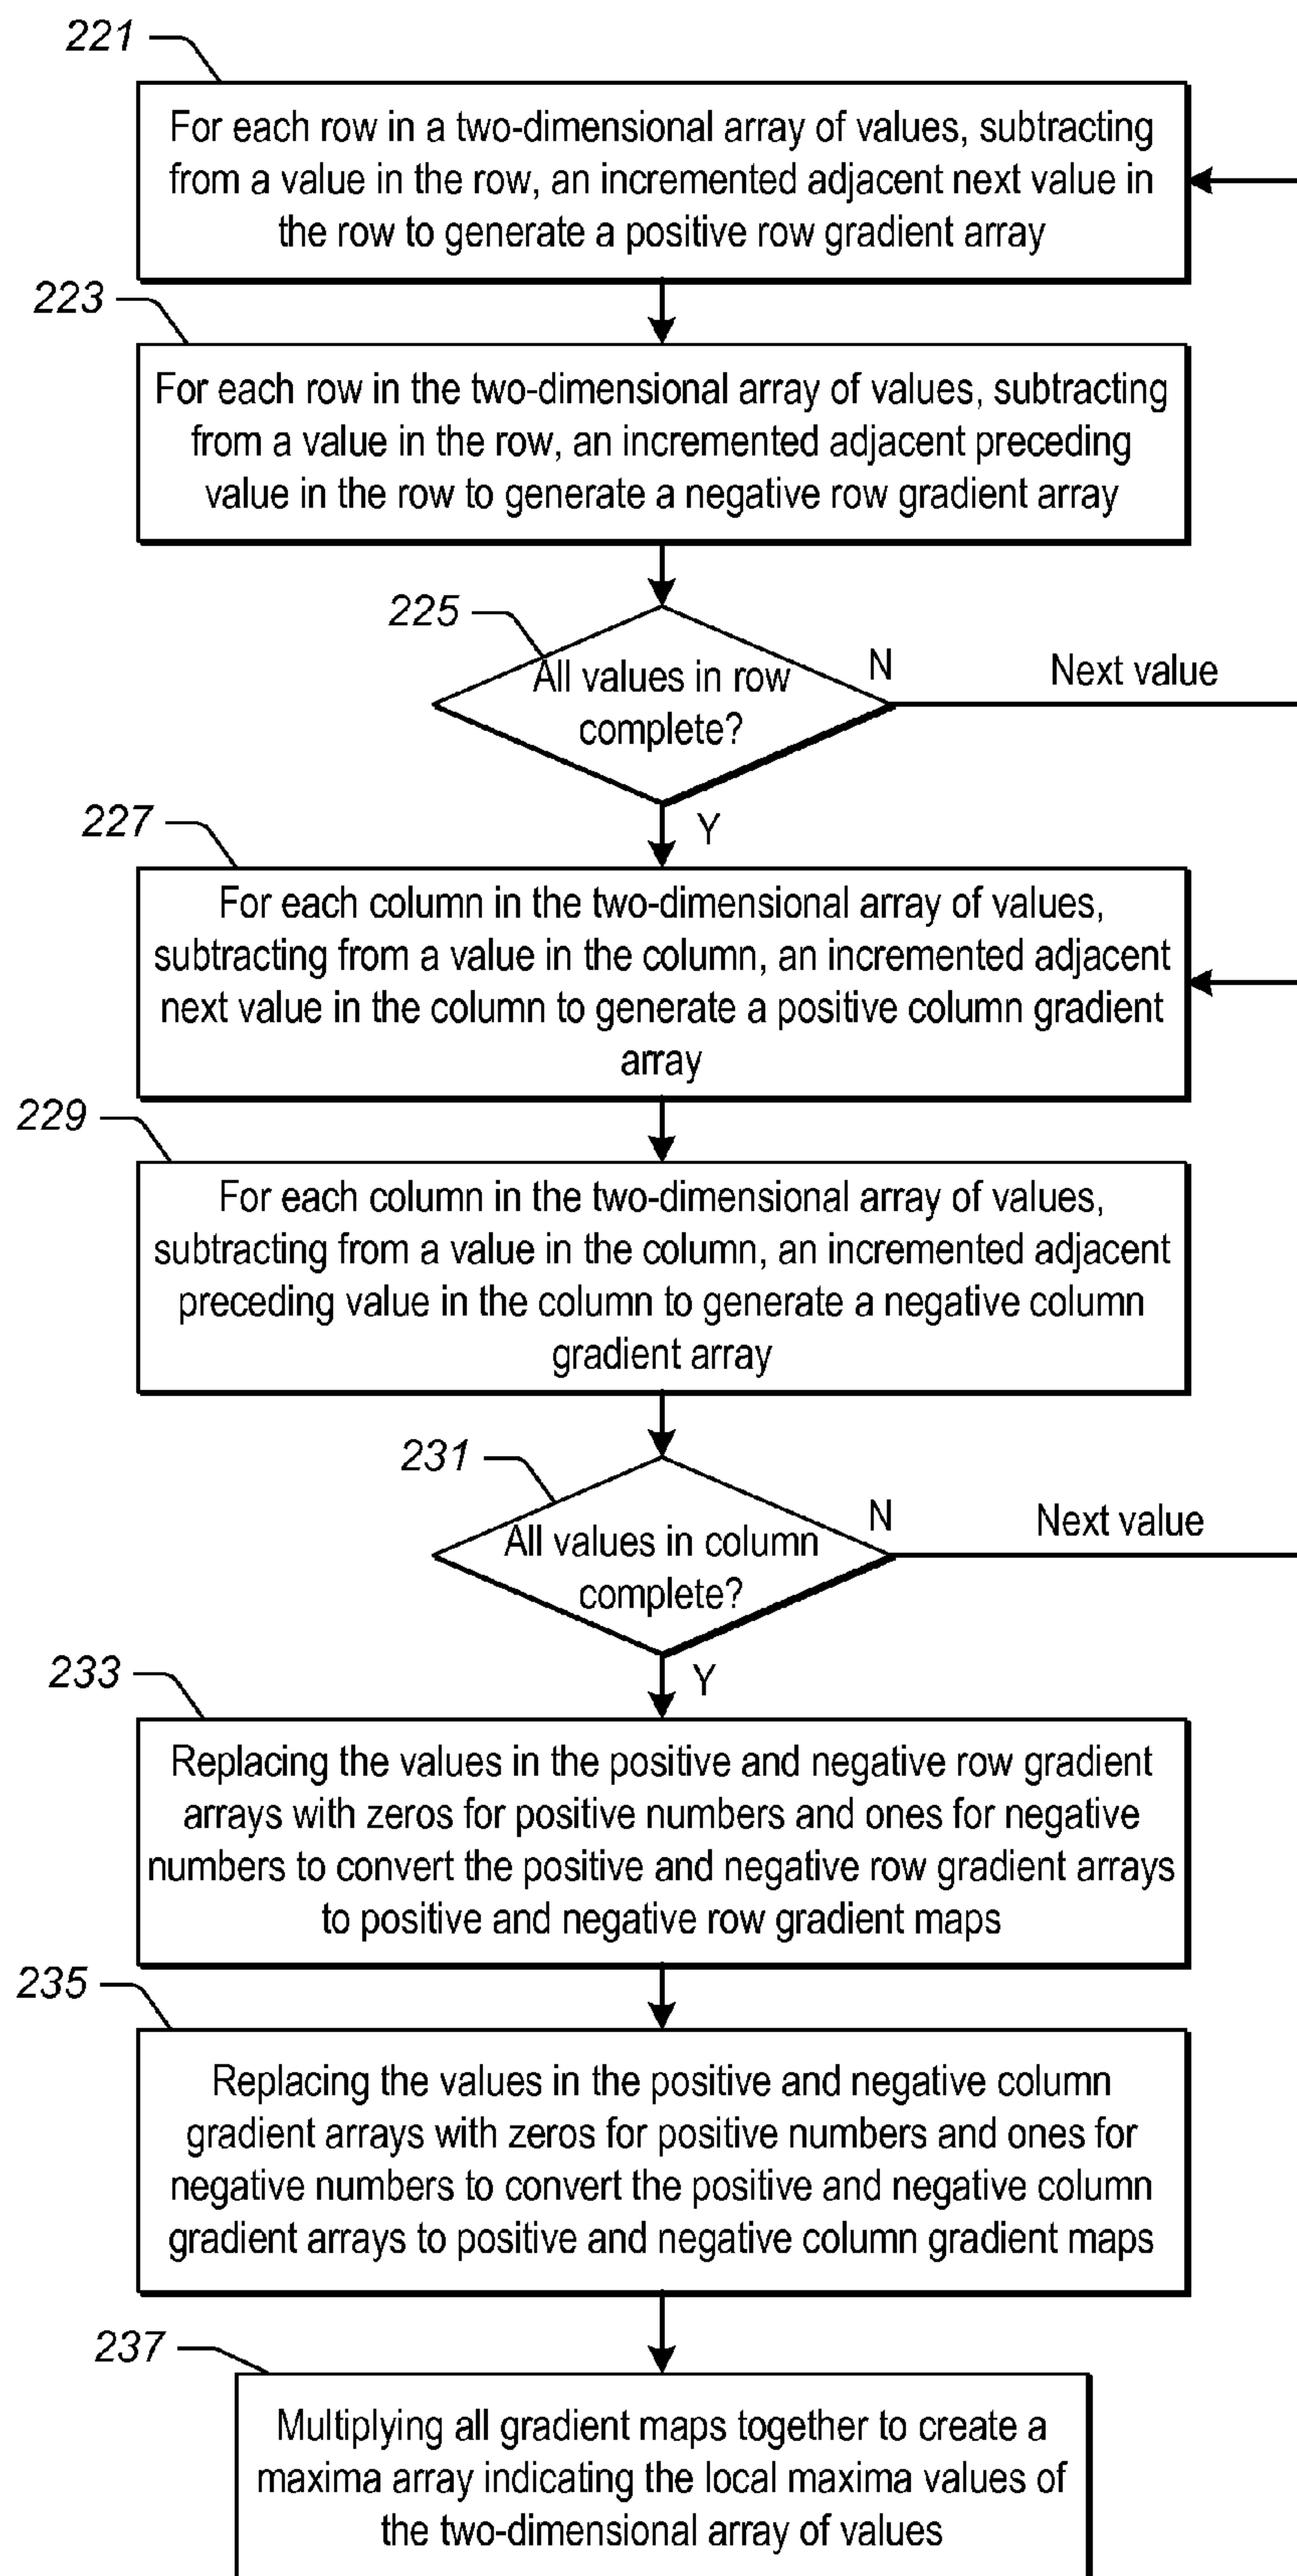 221
For each row in a two-dimensional array of values, subtracting
from a value in the row, an incremented adjacent next value in
the row to generate a positive row gradient array
223
For each row in the two-dimensional array of values, subtracting
from a value in the row, an incremented adjacent preceding
value in the row to generate a negative row gradient array
225
All values in row
complete?
N
Next value
Y
227
For each column in the two-dimensional array of values,
subtracting from a value in the column, an incremented adjacent
next value in the column to generate a positive column gradient
array
229
For each column in the two-dimensional array of values,
subtracting from a value in the column, an incremented adjacent
preceding value in the column to generate a negative column
gradient array
231
All values in column
complete?
N
Next value
Y
233
Replacing the values in the positive and negative row gradient
arrays with zeros for positive numbers and ones for negative
numbers to convert the positive and negative row gradient arrays
to positive and negative row gradient maps
235
Replacing the values in the positive and negative column
gradient arrays with zeros for positive numbers and ones for
negative numbers to convert the positive and negative column
gradient arrays to positive and negative column gradient maps
237
Multiplying all gradient maps together to create a
maxima array indicating the local maxima values of
the two-dimensional array of values